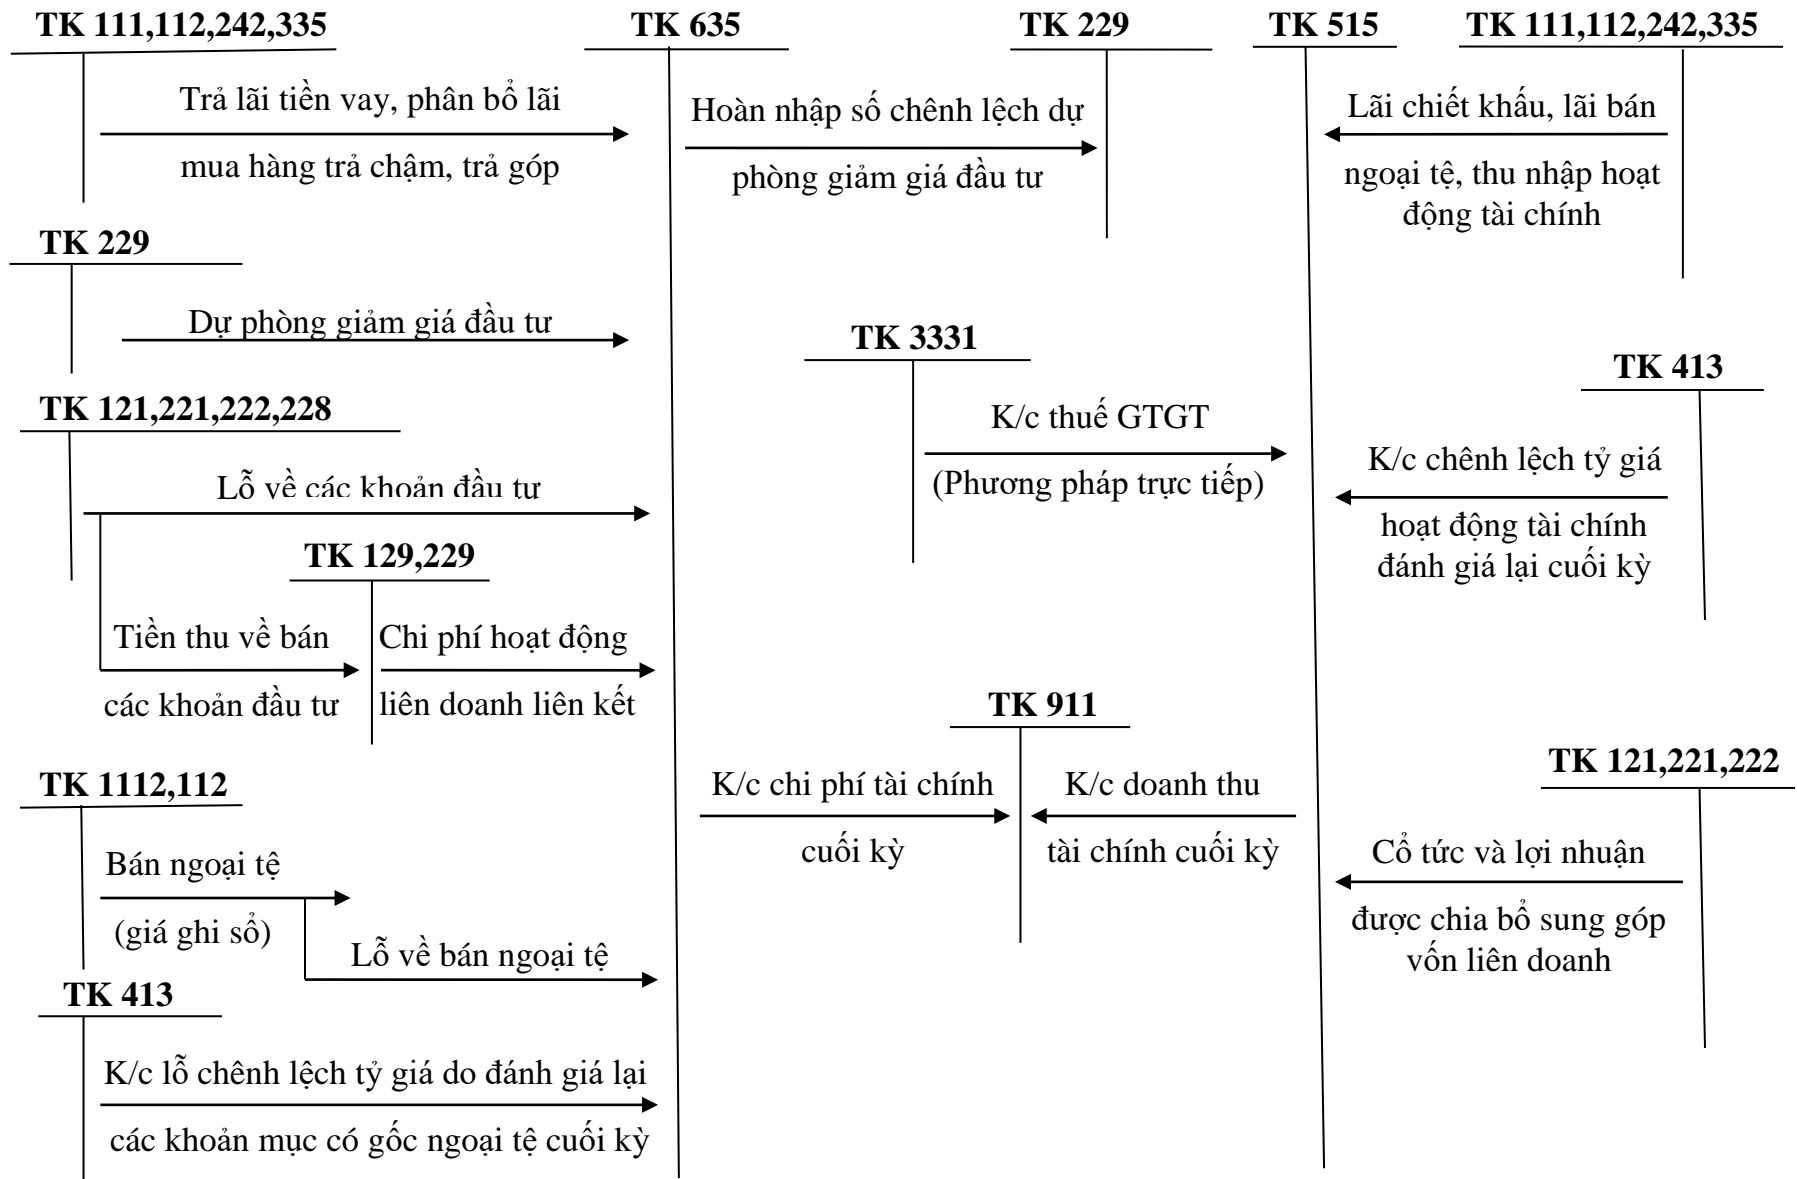 TK 111,112,242,335
TK 635
TK 229
TK 515
TK 111,112,242,335
Trả lãi tiền vay, phân bổ lãi
mua hàng trả chậm, trả góp
Hoàn nhập số chênh lệch dự
phòng giảm giá đầu tư
Lãi chiết khấu, lãi bán
ngoại tệ, thu nhập hoạt
động tài chính
TK 229
Dự phòng giảm giá đầu tư
TK 3331
K/c thuế GTGT
(Phương pháp trực tiếp)
TK 413
K/c chênh lệch tỷ giá
hoạt động tài chính
đánh giá lại cuối kỳ
TK 121,221,222,228
Lỗ về các khoản đầu tư
TK 129,229
Tiền thu về bán
các khoản đầu tư
Chi phí hoạt động
liên doanh liên kết
TK 911
K/c chi phí tài chính
cuối kỳ
K/c doanh thu
tài chính cuối kỳ
TK 121,221,222
Cổ tức và lợi nhuận
được chia bổ sung góp
vốn liên doanh
TK 1112,112
Bán ngoại tệ
(giá ghi sổ)
Lỗ về bán ngoại tệ
TK 413
K/c lỗ chênh lệch tỷ giá do đánh giá lại
các khoản mục có gốc ngoại tệ cuối kỳ